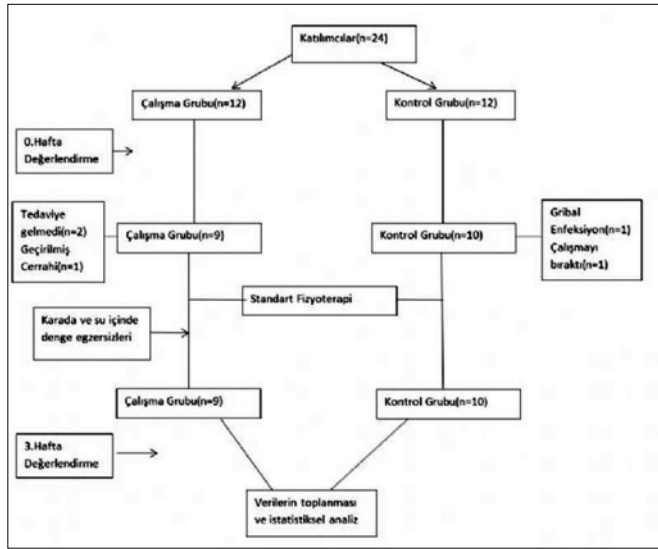 Katılımcılar(n=24)
Çalışma Grubu(n=12)
Kontrol Grubu(n=12)
0.Hafta
Değerlendirme
Tedaviye
gelmedi(n=2)
Geçirilmiş
Cerrahi(n=1)
Çalışma Grubu(n=9)
Kontrol Grubu(n=10)
Gribal
Enfeksiyon(n=1)
Çalışmayı
bıraktı(n=1)
Standart Fizyoterapi
Karada ve su içinde
denge egzersizleri
Çalışma Grubu(n=9)
Kontrol Grubu(n=10)
3.Hafta
Değerlendirme
Verilerin toplanması
ve istatistiksel analiz